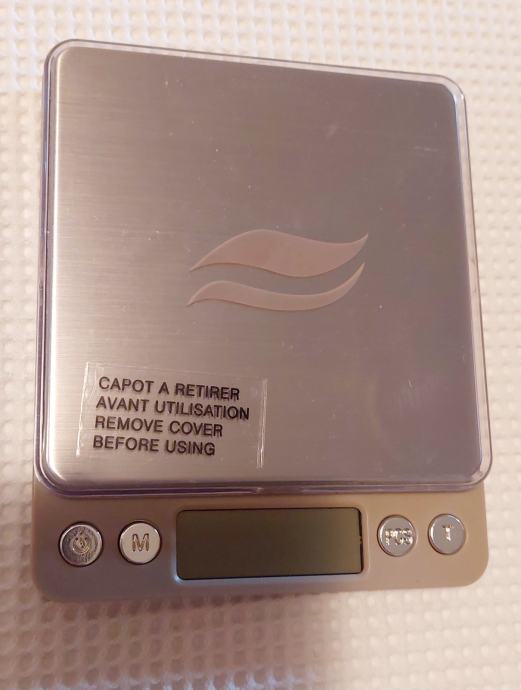 CAPOT A RETIRER
AVANT UTILISATION
REMOVE COVER
BEFORE USING
M PCS T